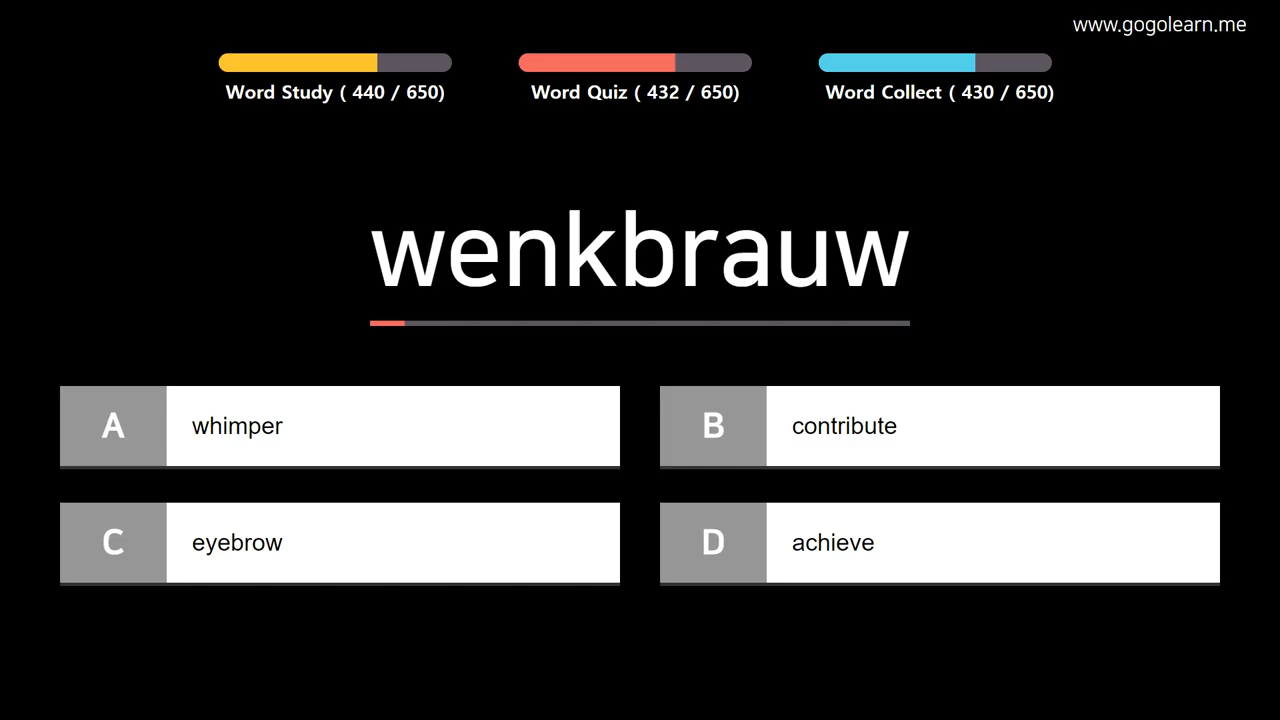 www.gogolearn.me
Word Study ( 440 / 650)
Word Quiz ( 432 / 650)
Word Collect ( 430 / 650)
wenkbrauw
A whimper
B contribute
C eyebrow
D achieve